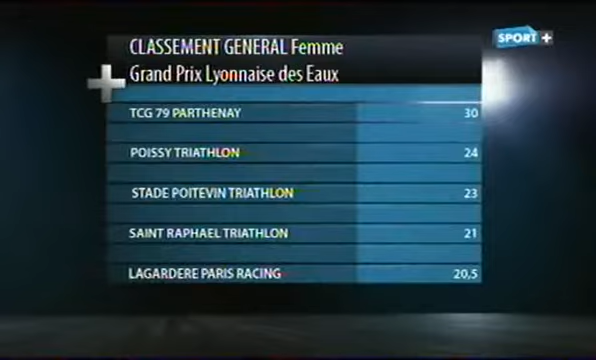 SPORT+
CLASSEMENT GENERAL Femme
Grand Prix Lyonnaise des Eaux
TCG 79 PARTHENAY 30
POISSY TRIATHLON 24
STADE POITEVIN TRIATHLON 23
SAINT RAPHAEL TRIATHLON 21
LAGARDERE PARIS RACING 20,5